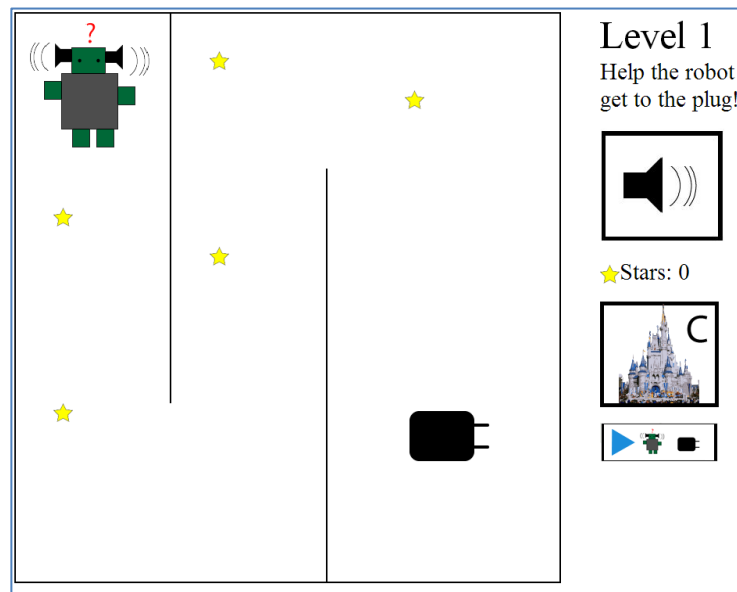 ?
Level 1
Help the robot
get to the plug!
Stars: 0
C
?